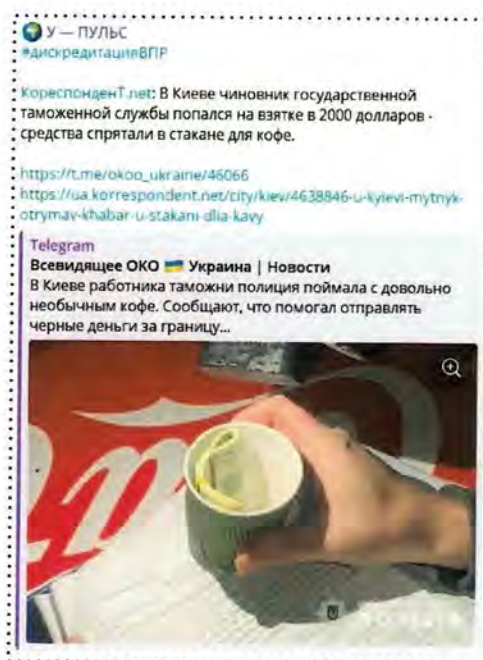 У — ПУЛЬС
#дискредитацияВПР
КореспонденТ.net: В Киеве чиновник государственной
таможенной службы попался на взятке в 2000 долларов -
средства спрятали в стакане для кофе.
https://t.me/okoo_ukraine/46066
https://ua.korrespondent.net/city/kiev/4638846-u-kyievi-mytnyk-
otrymav-khabar-u-stakani-dlia-kavy
Telegram
Всевидящее ОКО 🇺🇦 Украина | Новости
В Киеве работника таможни полиция поймала с довольно
необычным кофе. Сообщают, что помогал отправлять
черные деньги за границу...